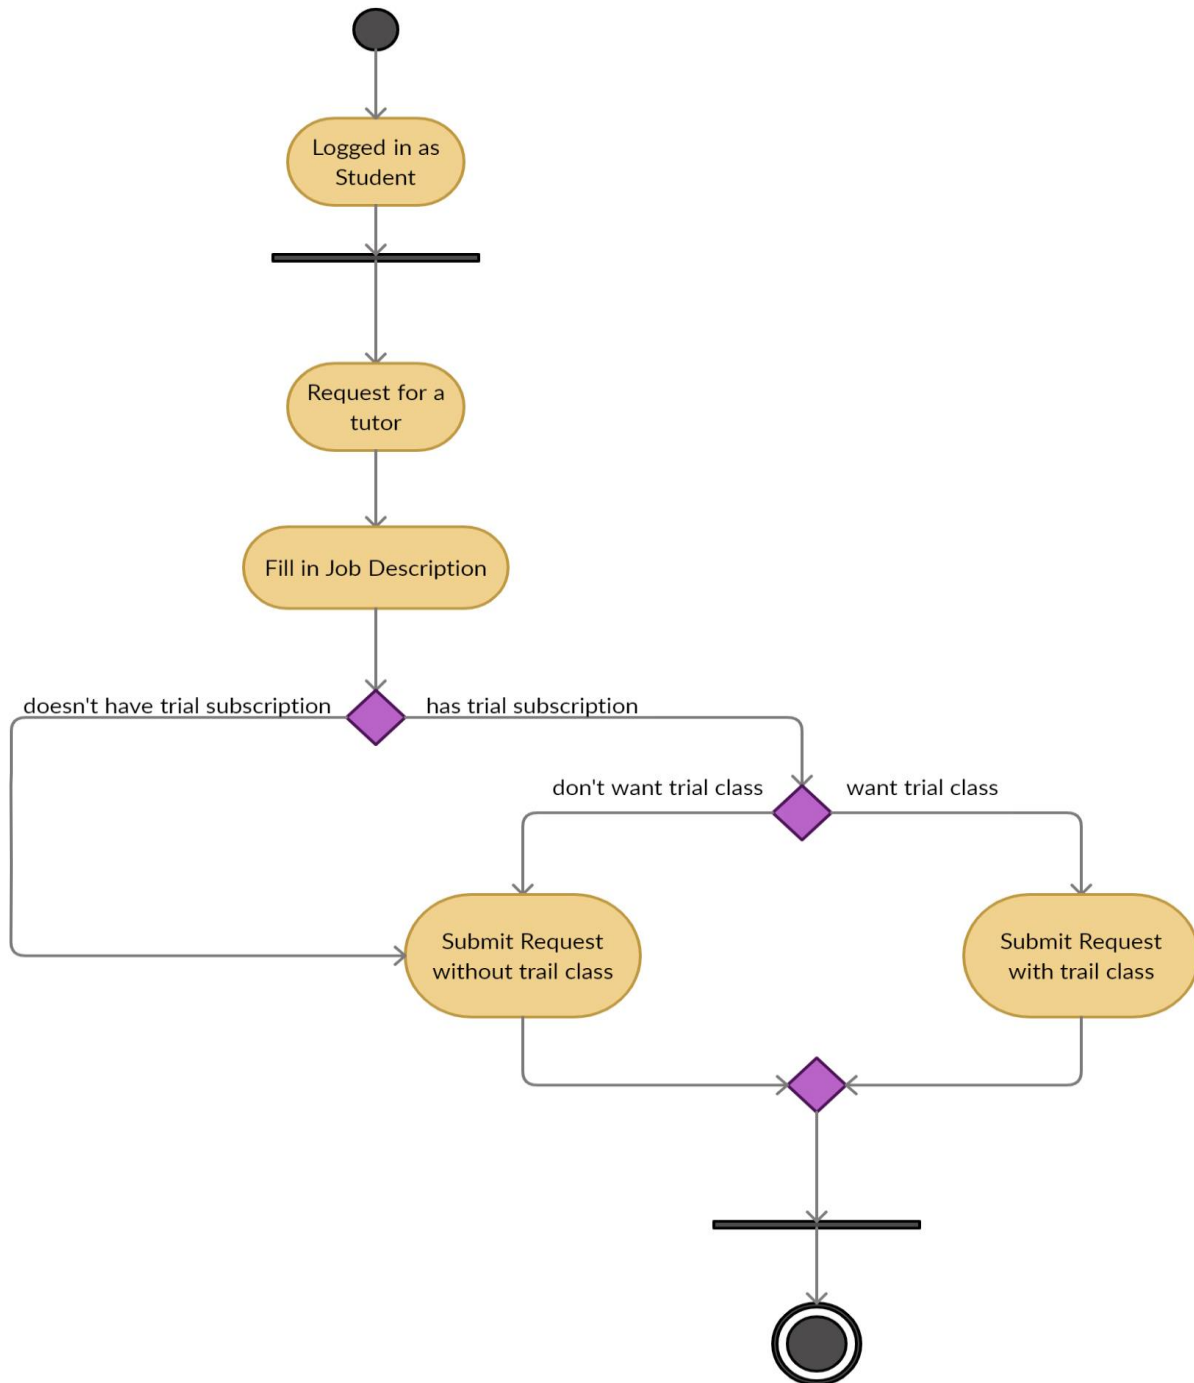 Logged in as
Student
Request for a
tutor
Fill in Job Description
doesn't have trial subscription
has trial subscription
don't want trial class
want trial class
Submit Request
without trail class
Submit Request
with trail class